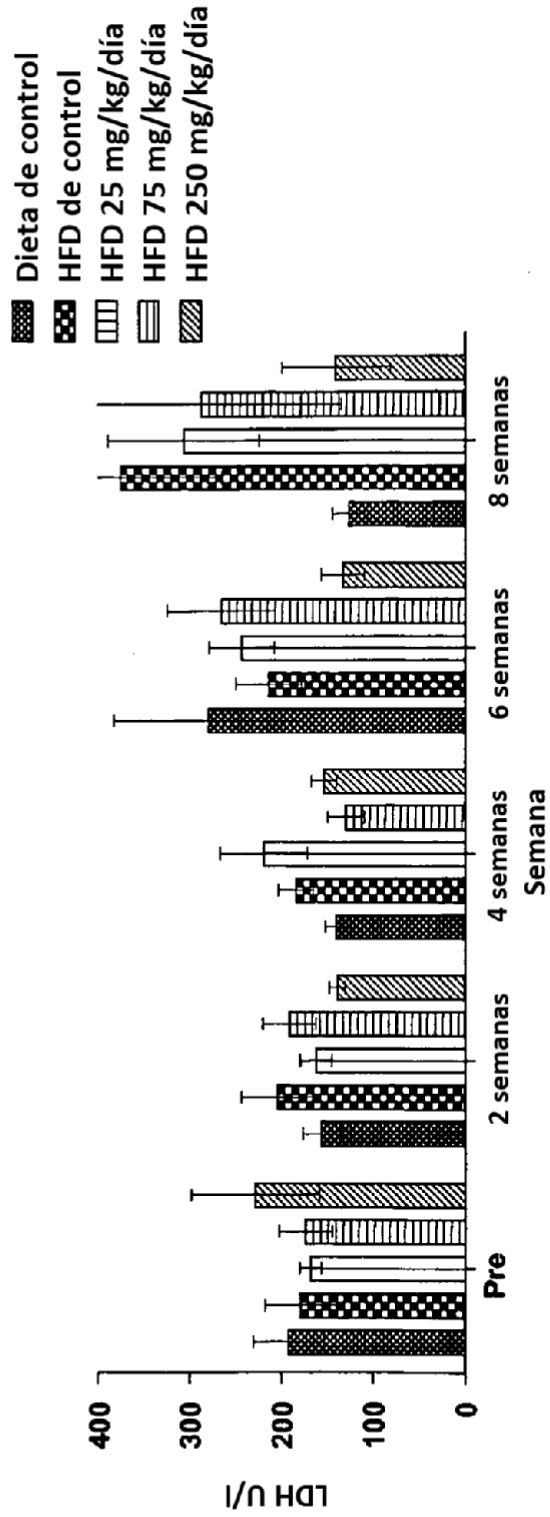 Dieta de control
HFD de control
HFD 25 mg/kg/día
HFD 75 mg/kg/día
HFD 250 mg/kg/día
LDH U/l
400
300
200
100
0
Pre
2 semanas
4 semanas
6 semanas
8 semanas
Semana